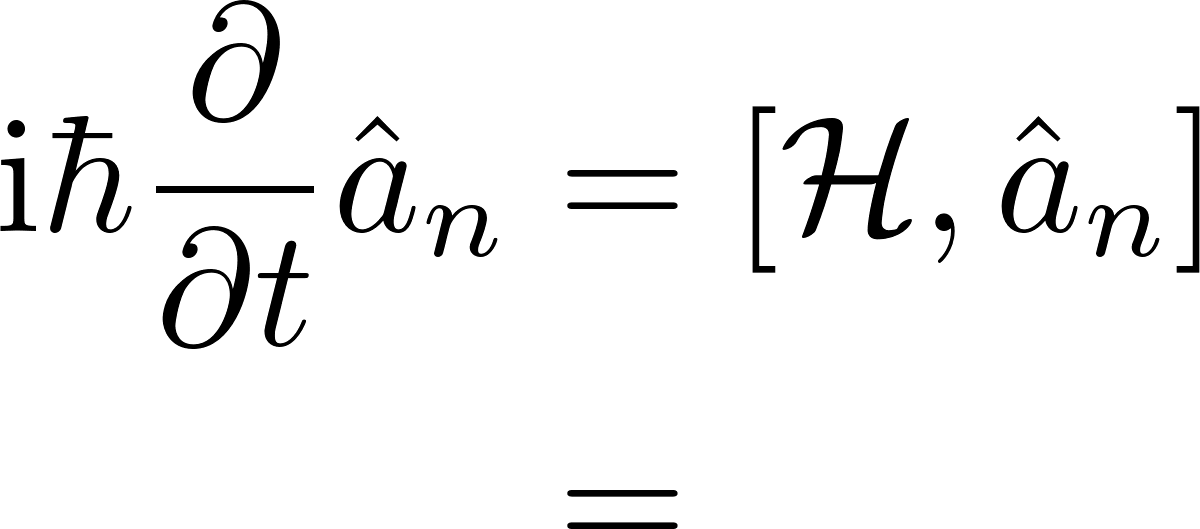 iħ ∂/∂t â_n = [ℋ, â_n]
=